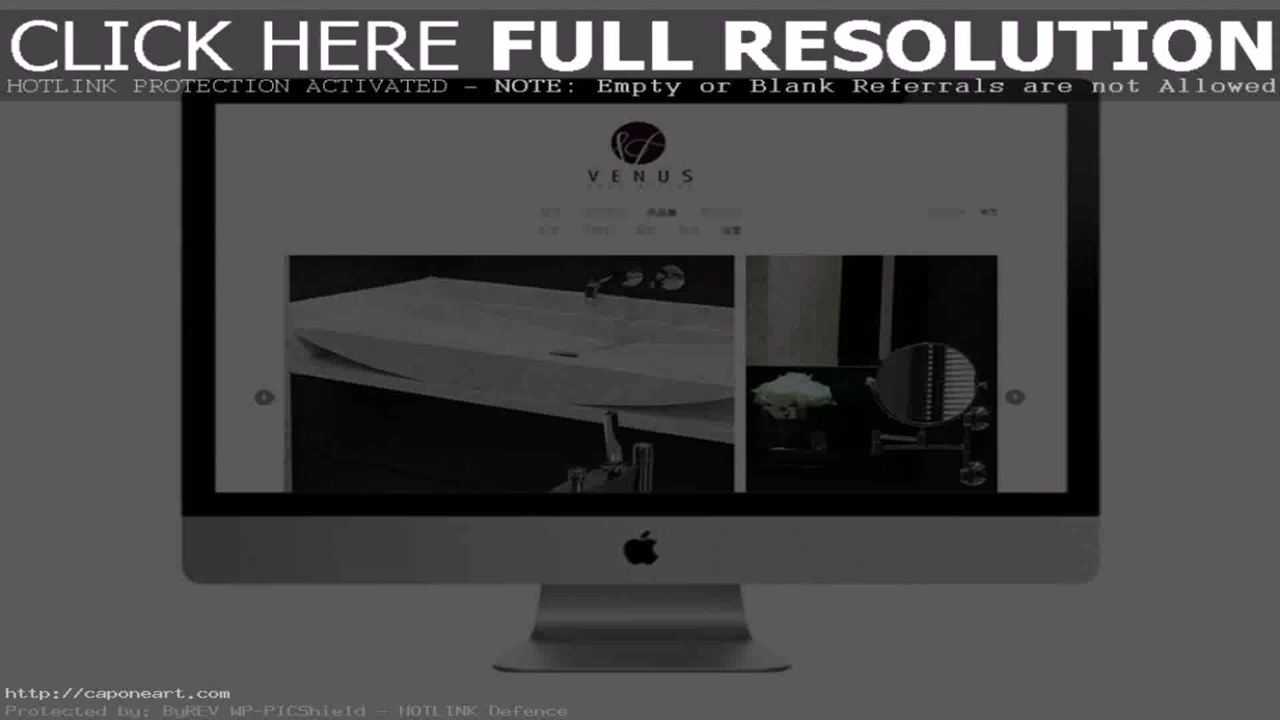 CLICK HERE FULL RESOLUTION
HOTLINK PROTECTION ACTIVATED - NOTE: Empty or Blank Referrals are not Allowed
VENUS
http://caponeart.com
Protected by: ByREV WP-PICShield - HOTLINK Defence